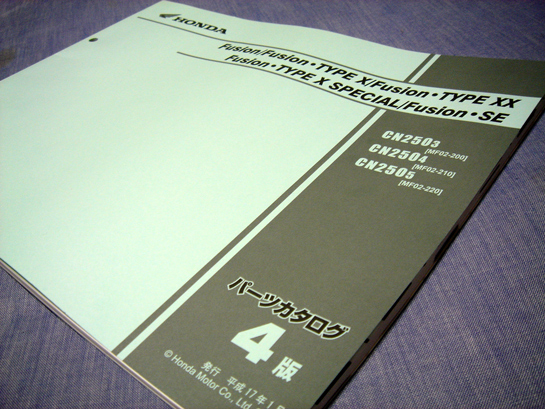 HONDA
Fusion/Fusion・TYPE X/Fusion・TYPE XX
Fusion・TYPE X SPECIAL/Fusion・SE
CN2503
[MF02-200]
CN2504
[MF02-210]
CN2505
[MF02-220]
パーツカタログ
4版
発行 平成17年1月
© Honda Motor Co., Ltd.